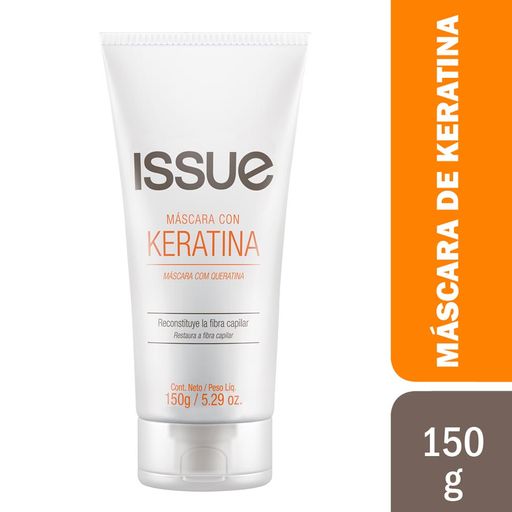 ISSUE
MÁSCARA CON
KERATINA
MÁSCARA COM QUERATINA
Reconstituye la fibra capilar
Restaura a fibra capilar
Cont. Neto / Peso Líq.
150g / 5.29 oz.
MÁSCARA DE KERATINA
150
g